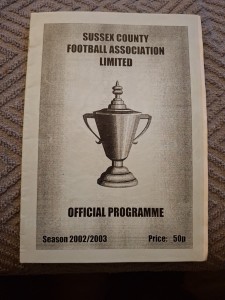 SUSSEX COUNTY
FOOTBALL ASSOCIATION
LIMITED
OFFICIAL PROGRAMME
Season 2002/2003 Price: 50p